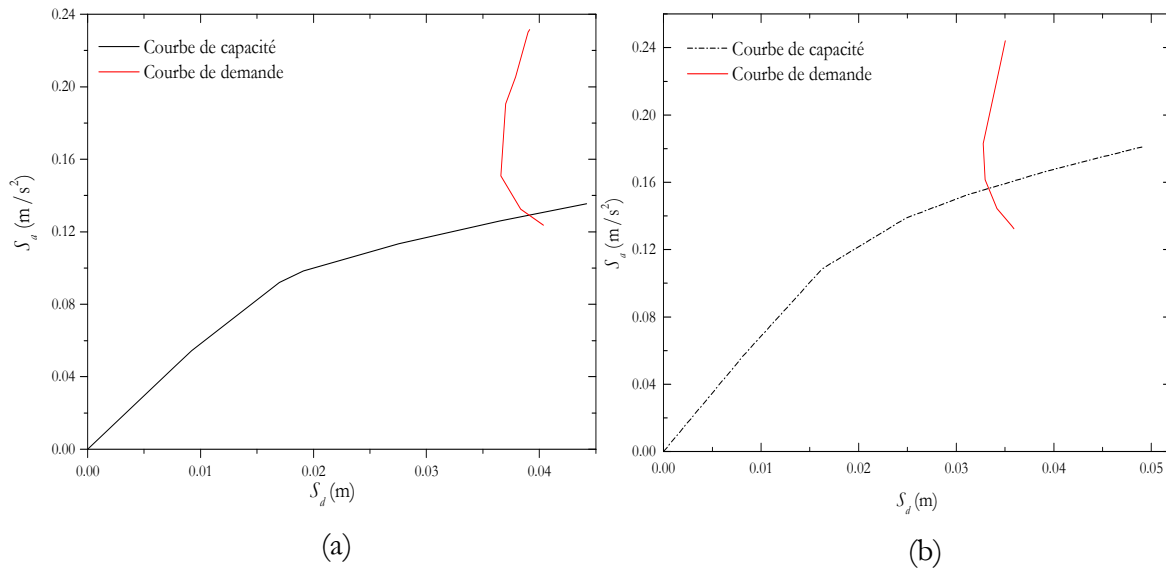 0.24
0.20
0.16
0.12
0.08
0.04
0.00
S_a (m / s²)
Courbe de capacité
Courbe de demande
0.00 0.01 0.02 0.03 0.04
S_d (m)
(a)
0.24
0.20
0.16
0.12
0.08
0.04
0.00
S_a (m / s²)
Courbe de capacité
Courbe de demande
0.00 0.01 0.02 0.03 0.04 0.05
S_d (m)
(b)